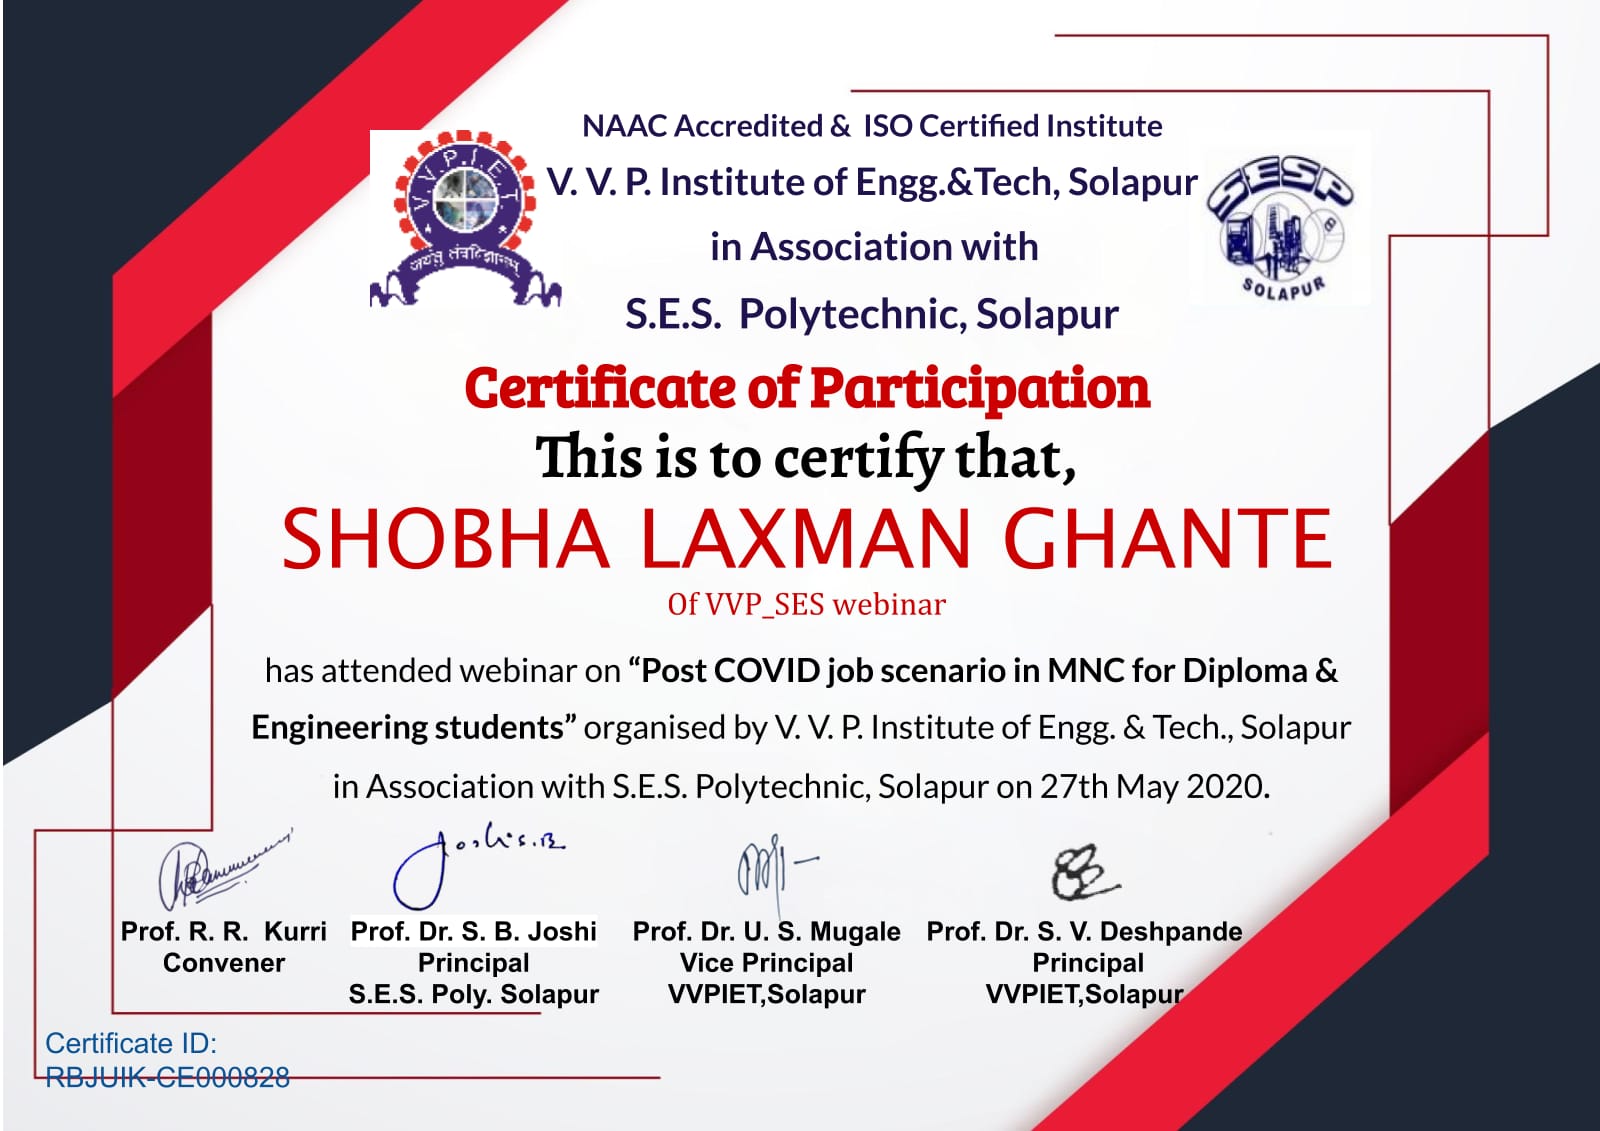 NAAC Accredited & ISO Certified Institute
V. V. P. Institute of Engg.&Tech, Solapur
in Association with
S.E.S. Polytechnic, Solapur
V.V.P.I.E.T.
SESP
SOLAPUR
Certificate of Participation
This is to certify that,
SHOBHA LAXMAN GHANTE
Of VVP_SES webinar
has attended webinar on “Post COVID job scenario in MNC for Diploma &
Engineering students” organised by V. V. P. Institute of Engg. & Tech., Solapur
in Association with S.E.S. Polytechnic, Solapur on 27th May 2020.
Joshi S.B.
Prof. R. R. Kurri
Convener
Prof. Dr. S. B. Joshi
Principal
S.E.S. Poly. Solapur
Prof. Dr. U. S. Mugale
Vice Principal
VVPIET,Solapur
Prof. Dr. S. V. Deshpande
Principal
VVPIET,Solapur
Certificate ID:
RBJUIK-CE000828